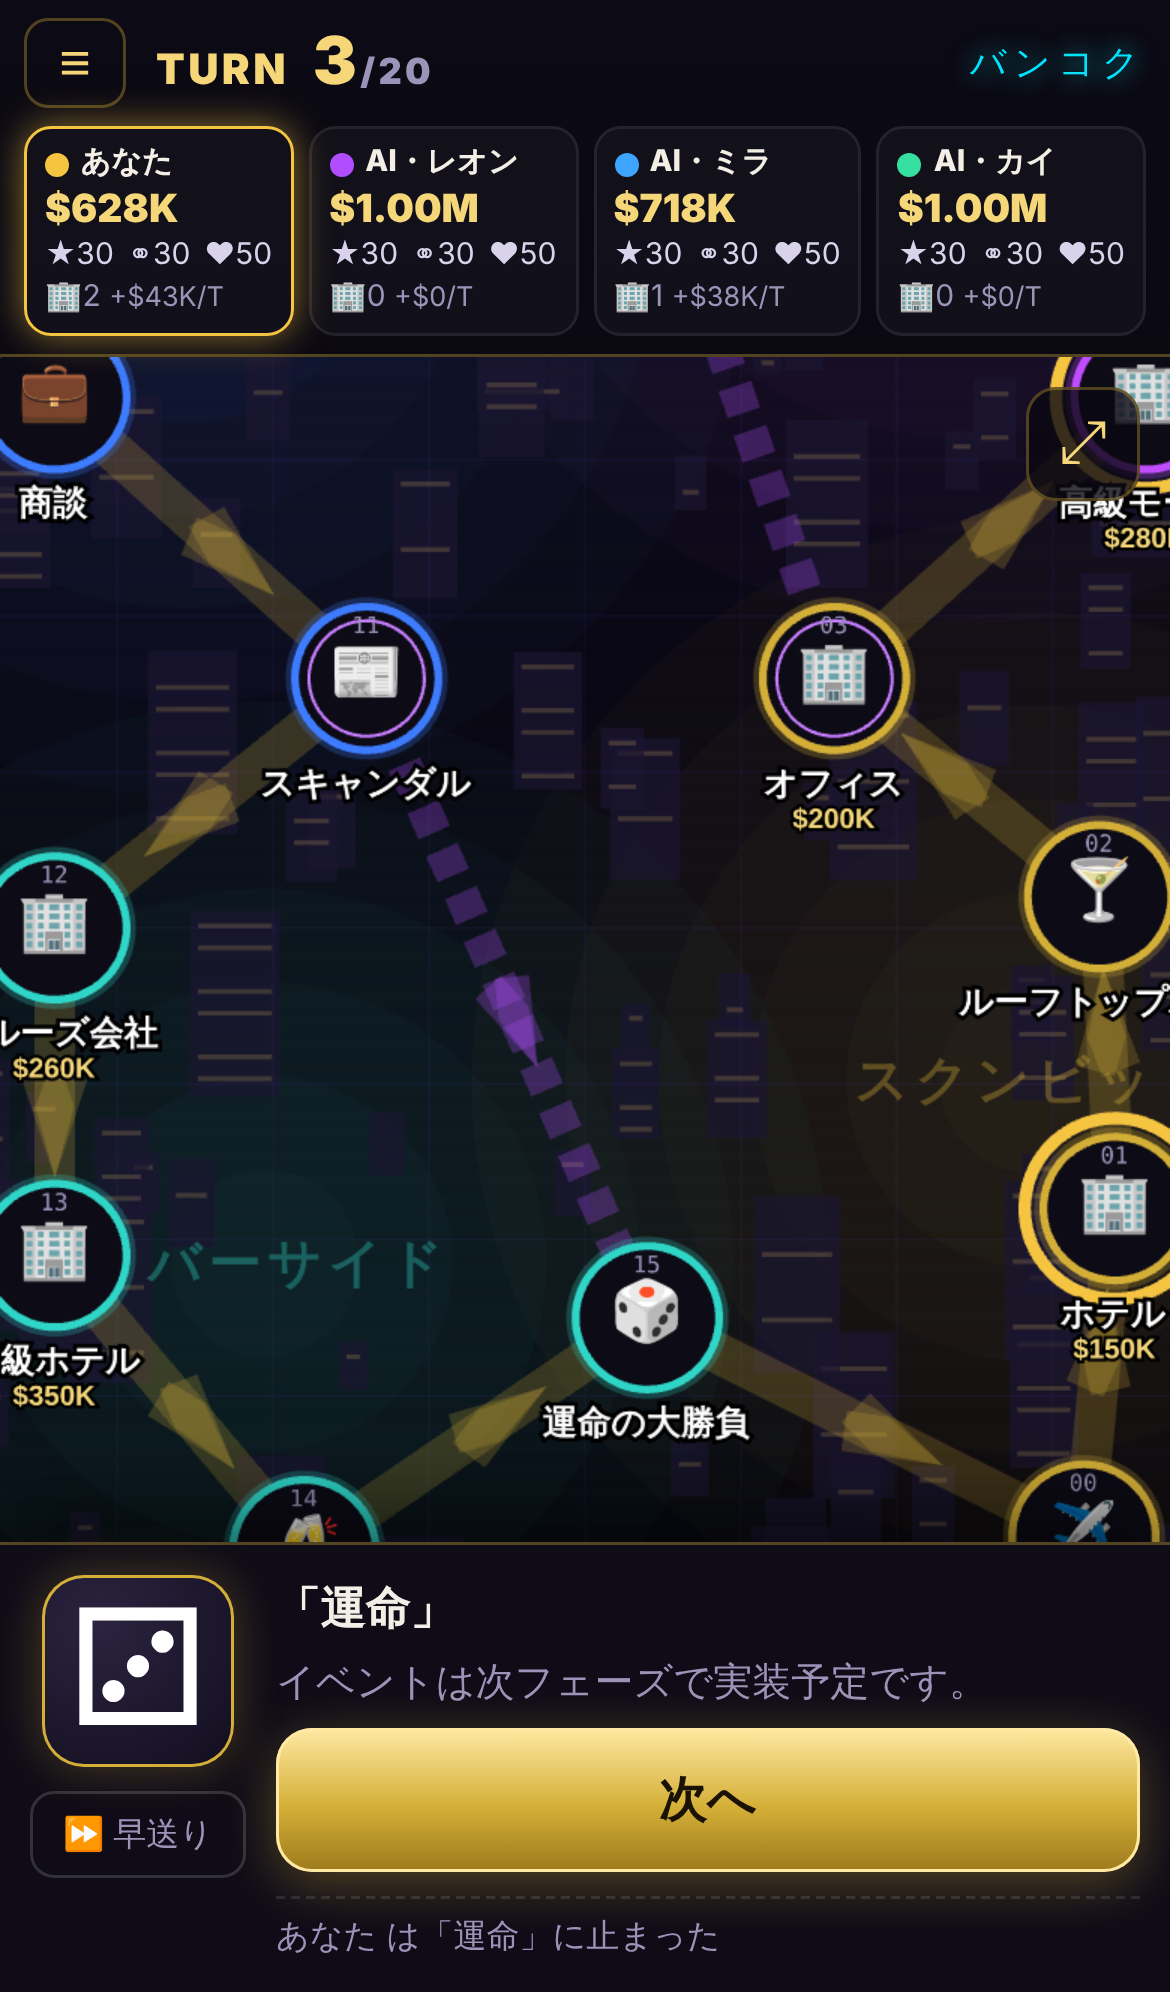 TURN 3/20
バンコク
あなた
$628K
★30 ⚭30 ♥50
🏢2 +$43K/T
AI・レオン
$1.00M
★30 ⚭30 ♥50
🏢0 +$0/T
AI・ミラ
$718K
★30 ⚭30 ♥50
🏢1 +$38K/T
AI・カイ
$1.00M
★30 ⚭30 ♥50
🏢0 +$0/T
商談
高級モー
$280
11
スキャンダル
03
オフィス
$200K
02
ルーフトップ
12
ルーズ会社
$260K
スクンビッ
01
ホテル
$150K
13
級ホテル
$350K
バーサイド
15
運命の大勝負
14
00
「運命」
イベントは次フェーズで実装予定です。
次へ
⏩ 早送り
あなた は「運命」に止まった